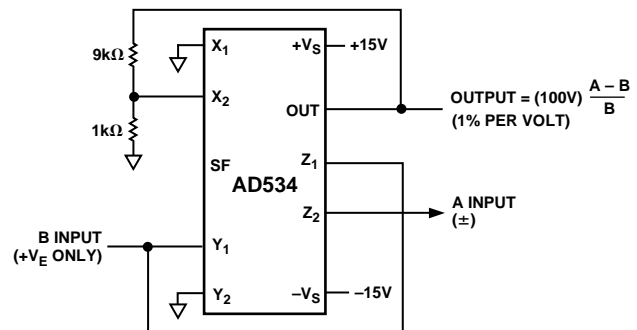 9kΩ
1kΩ
X1
X2
SF
Y1
Y2
AD534
+VS
OUT
Z1
Z2
–VS
+15V
OUTPUT = (100V) A – B / B
(1% PER VOLT)
A INPUT
(±)
–15V
B INPUT
(+VE ONLY)